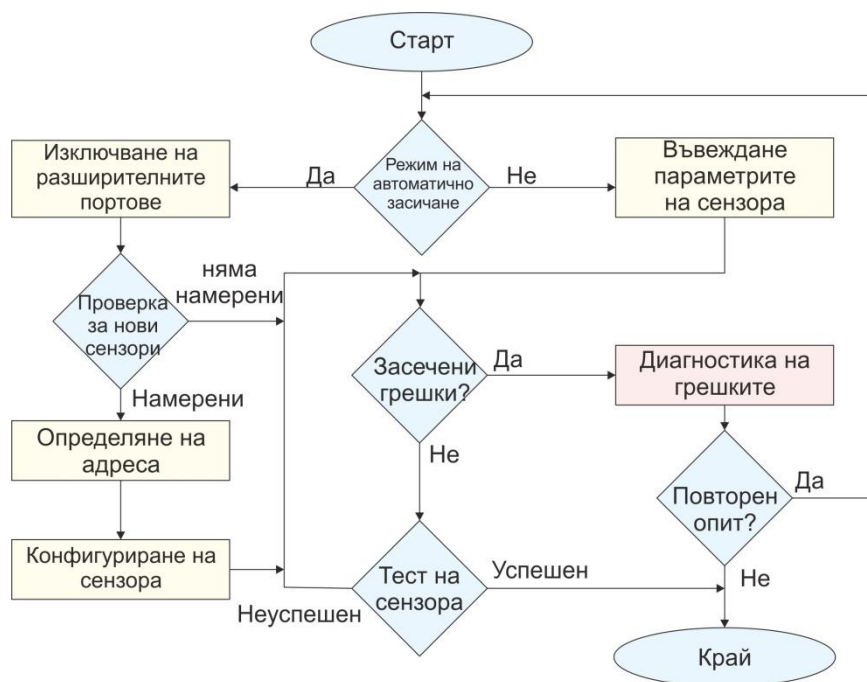 Старт
Режим на
автоматично
засичане
Да
Не
Изключване на
разширителните
портове
Въвеждане
параметрите
на сензора
Проверка
за нови
сензори
няма
намерени
Намерени
Засечени
грешки?
Да
Не
Диагностика на
грешките
Определяне на
адреса
Повторен
опит?
Да
Не
Конфигуриране на
сензора
Тест на
сензора
Неуспешен
Успешен
Край